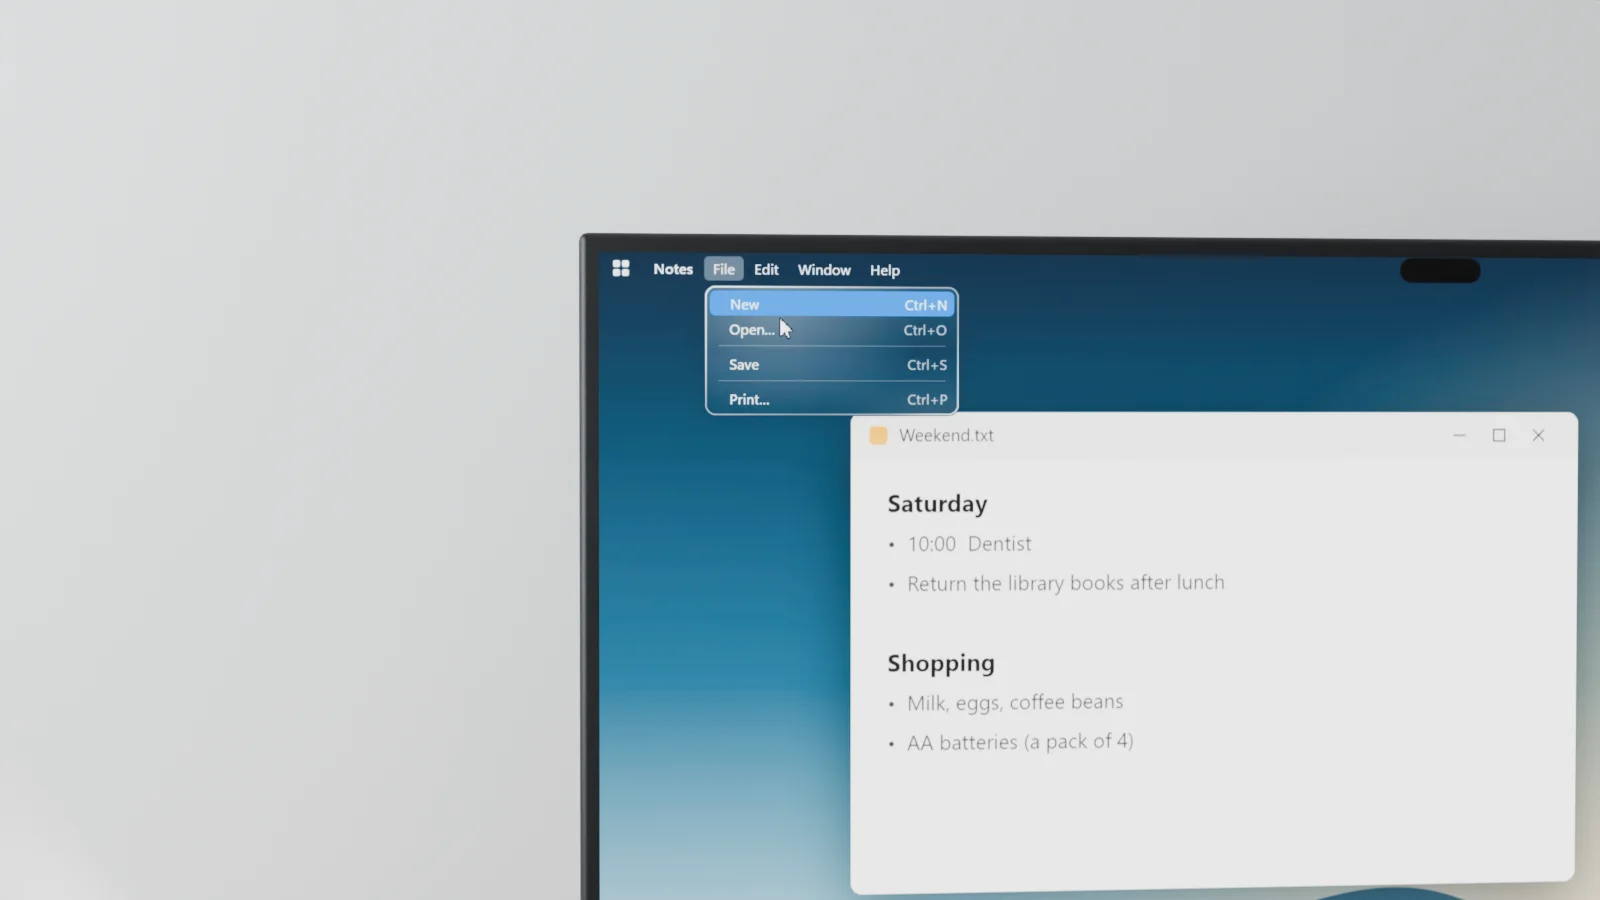 Notes File Edit Window Help
New Ctrl+N
Open... Ctrl+O
Save Ctrl+S
Print... Ctrl+P
Weekend.txt
Saturday
• 10:00 Dentist
• Return the library books after lunch
Shopping
• Milk, eggs, coffee beans
• AA batteries (a pack of 4)